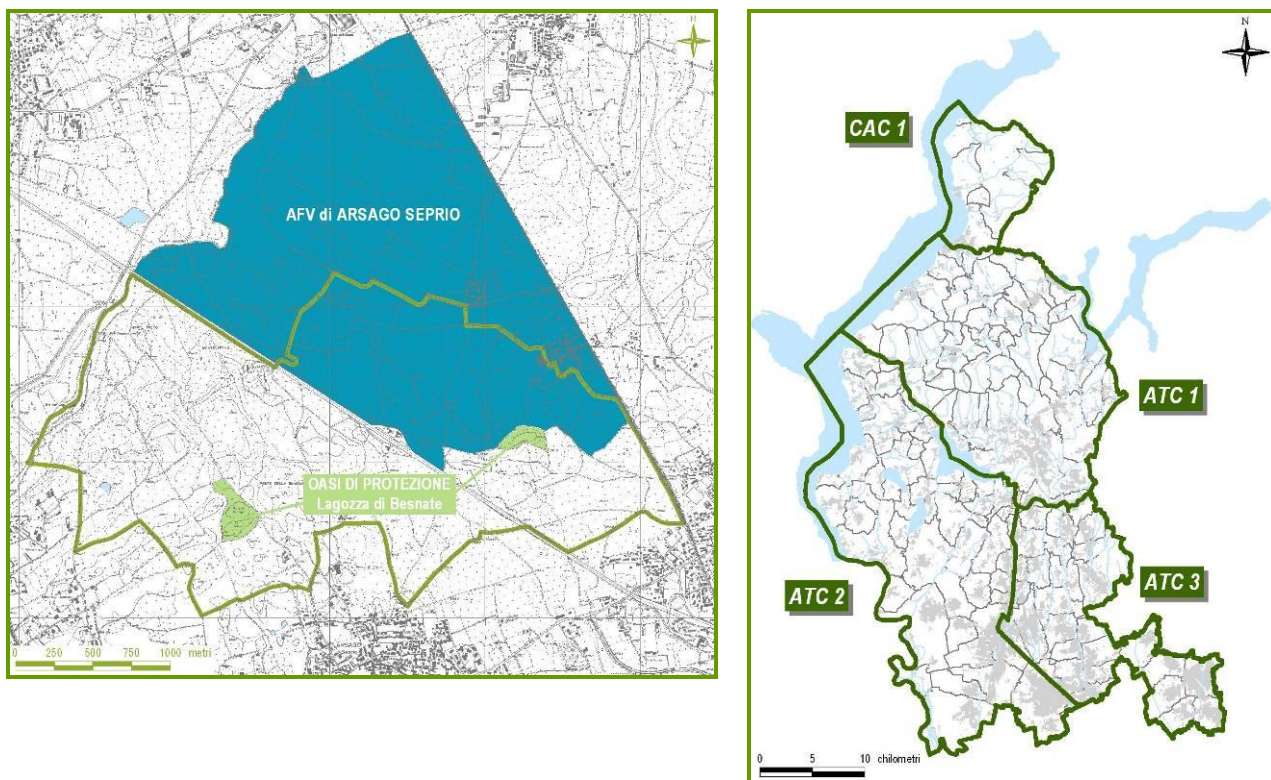 N
AFV di ARSAGO SEPRIO
OASI DI PROTEZIONE
Lagozza di Besnate
0 250 500 750 1000 metri
N
CAC 1
ATC 1
ATC 2
ATC 3
0 5 10 chilometri